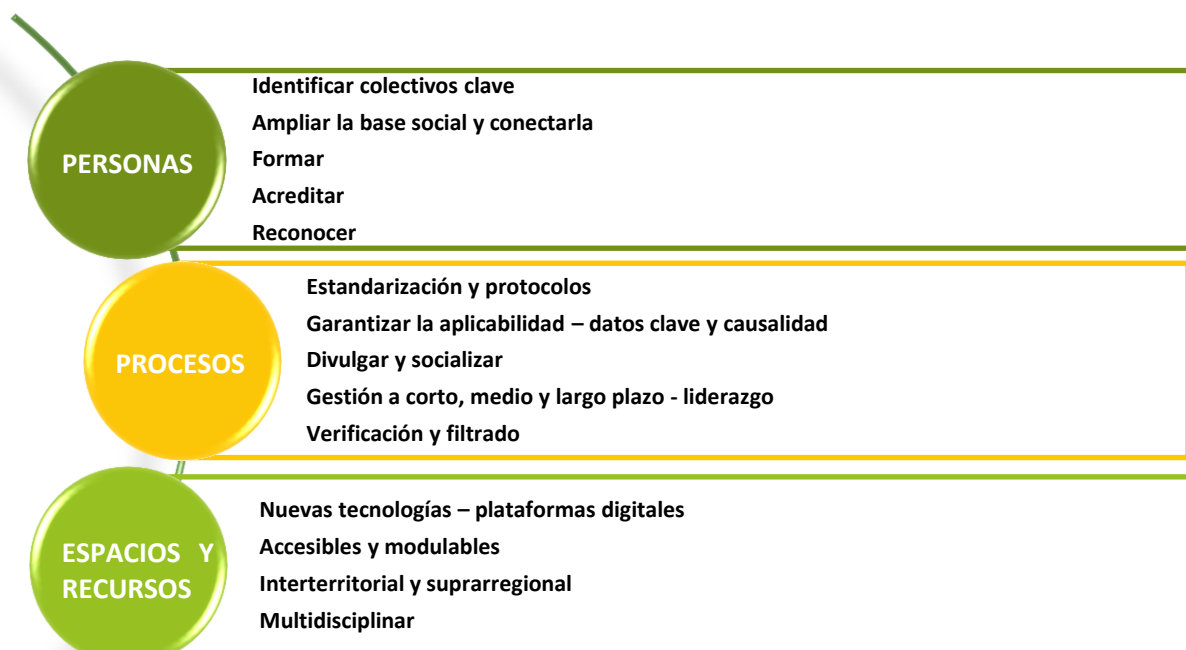 PERSONAS
Identificar colectivos clave
Ampliar la base social y conectarla
Formar
Acreditar
Reconocer
PROCESOS
Estandarización y protocolos
Garantizar la aplicabilidad – datos clave y causalidad
Divulgar y socializar
Gestión a corto, medio y largo plazo - liderazgo
Verificación y filtrado
ESPACIOS Y
RECURSOS
Nuevas tecnologías – plataformas digitales
Accesibles y modulables
Interterritorial y suprarregional
Multidisciplinar